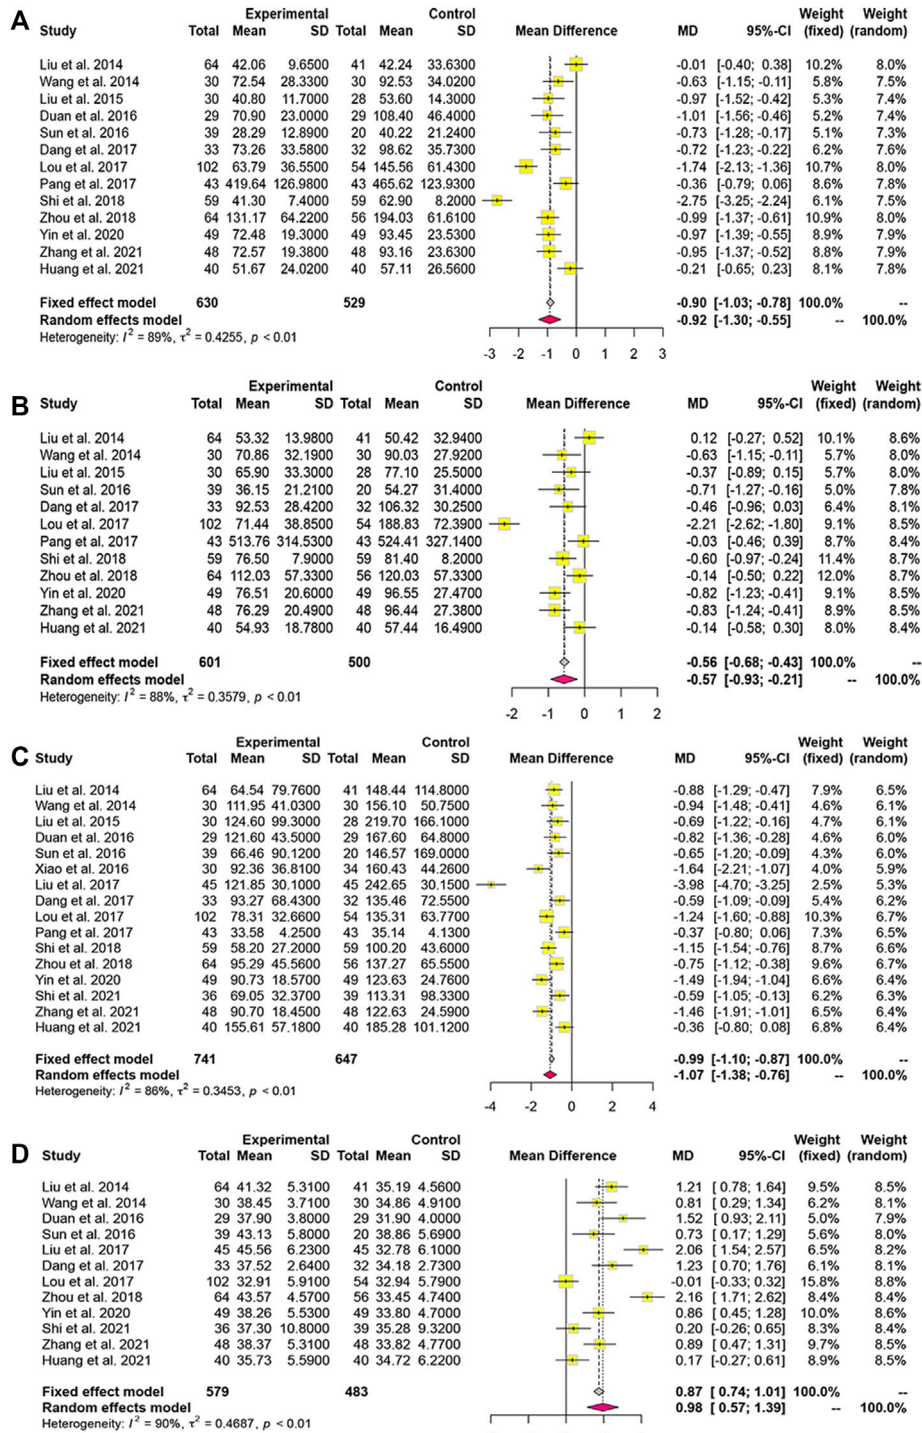 A
Experimental Control Weight Weight
Study Total Mean SD Total Mean SD Mean Difference MD 95%-CI (fixed) (random)
Liu et al. 2014 64 42.06 9.6500 41 42.24 33.6300 -0.01 [-0.40; 0.38] 10.2% 8.0%
Wang et al. 2014 30 72.54 28.3300 30 92.53 34.0200 -0.63 [-1.15; -0.11] 5.8% 7.5%
Liu et al. 2015 30 40.80 11.7000 28 53.60 14.3000 -0.97 [-1.52; -0.42] 5.3% 7.4%
Duan et al. 2016 29 70.90 23.0000 29 108.40 46.4000 -1.01 [-1.56; -0.46] 5.3% 7.4%
Sun et al. 2016 39 28.29 12.8900 20 40.22 21.2400 -0.73 [-1.28; -0.17] 5.1% 7.3%
Dang et al. 2017 33 73.26 33.5800 32 98.62 35.7300 -0.72 [-1.23; -0.22] 6.2% 7.6%
Lou et al. 2017 102 63.79 36.5500 54 145.56 61.4300 -1.74 [-2.13; -1.36] 10.7% 8.0%
Pang et al. 2017 43 419.64 126.9800 43 465.62 123.9300 -0.36 [-0.79; 0.06] 8.6% 7.8%
Shi et al. 2018 59 41.30 7.4000 59 62.90 8.2000 -2.75 [-3.25; -2.24] 6.1% 7.5%
Zhou et al. 2018 64 131.17 64.2200 56 194.03 61.6100 -0.99 [-1.37; -0.61] 10.9% 8.0%
Yin et al. 2020 49 72.48 19.3000 49 93.45 23.5300 -0.97 [-1.39; -0.55] 8.9% 7.9%
Zhang et al. 2021 48 72.57 19.3800 48 93.16 23.6300 -0.95 [-1.37; -0.52] 8.8% 7.9%
Huang et al. 2021 40 51.67 24.0200 40 57.11 26.5600 -0.21 [-0.65; 0.23] 8.1% 7.8%
Fixed effect model 630 529 -0.90 [-1.03; -0.78] 100.0% --
Random effects model -0.92 [-1.30; -0.55] -- 100.0%
Heterogeneity: I² = 89%, τ² = 0.4255, p < 0.01
-3 -2 -1 0 1 2 3
B
Experimental Control Weight Weight
Study Total Mean SD Total Mean SD Mean Difference MD 95%-CI (fixed) (random)
Liu et al. 2014 64 53.32 13.9800 41 50.42 32.9400 0.12 [-0.27; 0.52] 10.1% 8.6%
Wang et al. 2014 30 70.86 32.1900 30 90.03 27.9200 -0.63 [-1.15; -0.11] 5.7% 8.0%
Liu et al. 2015 30 65.90 33.3000 28 77.10 25.5000 -0.37 [-0.89; 0.15] 5.7% 8.0%
Sun et al. 2016 39 36.15 21.2100 20 54.27 31.4000 -0.71 [-1.27; -0.16] 5.0% 7.8%
Dang et al. 2017 33 92.53 28.4200 32 106.32 30.2500 -0.46 [-0.96; 0.03] 6.4% 8.1%
Lou et al. 2017 102 71.44 38.8500 54 188.83 72.3900 -2.21 [-2.62; -1.80] 9.1% 8.5%
Pang et al. 2017 43 513.76 314.5300 43 524.41 327.1400 -0.03 [-0.46; 0.39] 8.7% 8.4%
Shi et al. 2018 59 76.50 7.9000 59 81.40 8.2000 -0.60 [-0.97; -0.24] 11.4% 8.7%
Zhou et al. 2018 64 112.03 57.3300 56 120.03 57.3300 -0.14 [-0.50; 0.22] 12.0% 8.7%
Yin et al. 2020 49 76.51 20.6000 49 96.55 27.4700 -0.82 [-1.23; -0.41] 9.1% 8.5%
Zhang et al. 2021 48 76.29 20.4900 48 96.44 27.3800 -0.83 [-1.24; -0.41] 8.9% 8.5%
Huang et al. 2021 40 54.93 18.7800 40 57.44 16.4900 -0.14 [-0.58; 0.30] 8.0% 8.4%
Fixed effect model 601 500 -0.56 [-0.68; -0.43] 100.0% --
Random effects model -0.57 [-0.93; -0.21] -- 100.0%
Heterogeneity: I² = 88%, τ² = 0.3579, p < 0.01
-2 -1 0 1 2
C
Experimental Control Weight Weight
Study Total Mean SD Total Mean SD Mean Difference MD 95%-CI (fixed) (random)
Liu et al. 2014 64 64.54 79.7600 41 148.44 114.8000 -0.88 [-1.29; -0.47] 7.9% 6.5%
Wang et al. 2014 30 111.95 41.0300 30 156.10 50.7500 -0.94 [-1.48; -0.41] 4.6% 6.1%
Liu et al. 2015 30 124.60 99.3000 28 219.70 166.1000 -0.69 [-1.22; -0.16] 4.7% 6.1%
Duan et al. 2016 29 121.60 43.5000 29 167.60 64.8000 -0.82 [-1.36; -0.28] 4.6% 6.0%
Sun et al. 2016 39 66.46 90.1200 20 146.57 169.0000 -0.65 [-1.20; -0.09] 4.3% 6.0%
Xiao et al. 2016 30 92.36 36.8100 34 160.43 44.2600 -1.64 [-2.21; -1.07] 4.0% 5.9%
Liu et al. 2017 45 121.85 30.1000 45 242.65 30.1500 -3.98 [-4.70; -3.25] 2.5% 5.3%
Dang et al. 2017 33 93.27 68.4300 32 135.46 72.5500 -0.59 [-1.09; -0.09] 5.4% 6.2%
Lou et al. 2017 102 78.31 32.6600 54 135.31 63.7700 -1.24 [-1.60; -0.88] 10.3% 6.7%
Pang et al. 2017 43 33.58 4.2500 43 35.14 4.1300 -0.37 [-0.80; 0.06] 7.3% 6.5%
Shi et al. 2018 59 58.20 27.2000 59 100.20 43.6000 -1.15 [-1.54; -0.76] 8.7% 6.6%
Zhou et al. 2018 64 95.29 45.5600 56 137.27 65.5500 -0.75 [-1.12; -0.38] 9.6% 6.6%
Yin et al. 2020 49 90.73 18.5700 49 123.63 24.7600 -1.49 [-1.94; -1.04] 6.6% 6.4%
Shi et al. 2021 36 69.05 32.3700 39 113.31 98.3300 -0.59 [-1.05; -0.13] 6.2% 6.4%
Zhang et al. 2021 48 90.70 18.4500 48 122.63 24.5900 -1.46 [-1.91; -1.01] 6.5% 6.4%
Huang et al. 2021 40 155.61 57.1800 40 185.28 101.1200 -0.36 [-0.80; 0.08] 6.8% 6.4%
Fixed effect model 741 647 -0.99 [-1.10; -0.87] 100.0% --
Random effects model -1.07 [-1.38; -0.76] -- 100.0%
Heterogeneity: I² = 86%, τ² = 0.3453, p < 0.01
-4 -2 0 2 4
D
Experimental Control Weight Weight
Study Total Mean SD Total Mean SD Mean Difference MD 95%-CI (fixed) (random)
Liu et al. 2014 64 41.32 5.3100 41 35.19 4.5600 1.21 [ 0.78; 1.64] 9.5% 8.5%
Wang et al. 2014 30 38.45 3.7100 30 34.86 4.9100 0.81 [ 0.29; 1.34] 6.2% 8.1%
Duan et al. 2016 29 37.90 3.8000 29 31.90 4.0000 1.52 [ 0.93; 2.11] 5.0% 7.9%
Sun et al. 2016 39 43.13 5.8000 20 38.86 5.6900 0.73 [ 0.17; 1.29] 5.6% 8.0%
Liu et al. 2017 45 45.56 6.2300 45 32.78 6.1000 2.06 [ 1.54; 2.57] 6.5% 8.2%
Dang et al. 2017 33 37.52 2.6400 32 34.18 2.7300 1.23 [ 0.70; 1.76] 6.1% 8.1%
Lou et al. 2017 102 32.91 5.9100 54 32.94 5.7900 -0.01 [-0.33; 0.32] 15.8% 8.8%
Zhou et al. 2018 64 43.57 4.5700 56 33.45 4.7400 2.16 [ 1.71; 2.62] 8.4% 8.4%
Yin et al. 2020 49 38.26 5.5300 49 33.80 4.7000 0.86 [ 0.45; 1.28] 10.0% 8.6%
Shi et al. 2021 36 37.30 10.8000 39 35.28 9.3200 0.20 [-0.26; 0.65] 8.3% 8.4%
Zhang et al. 2021 48 38.37 5.3100 48 33.82 4.7700 0.89 [ 0.47; 1.31] 9.7% 8.5%
Huang et al. 2021 40 35.73 5.5900 40 34.72 6.2200 0.17 [-0.27; 0.61] 8.9% 8.5%
Fixed effect model 579 483 0.87 [ 0.74; 1.01] 100.0% --
Random effects model 0.98 [ 0.57; 1.39] -- 100.0%
Heterogeneity: I² = 90%, τ² = 0.4687, p < 0.01